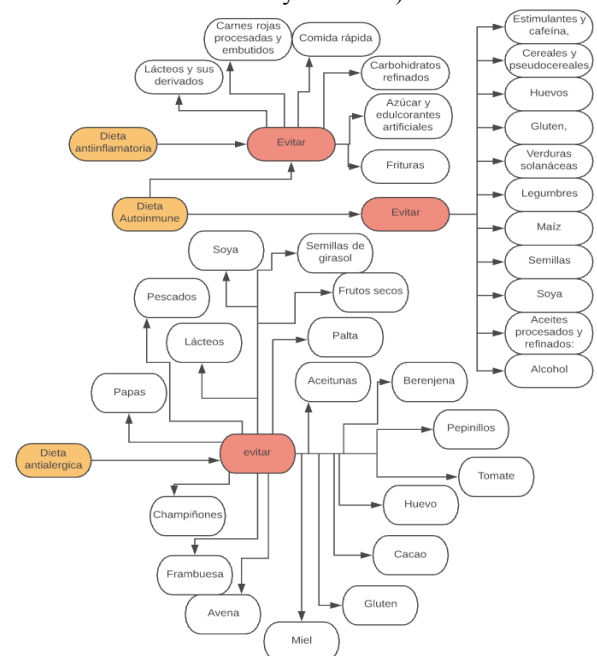 Carnes rojas
procesadas y
embutidos
Comida rápida
Lácteos y sus
derivados
Carbohidratos
refinados
Azúcar y
edulcorantes
artificiales
Frituras
Dieta
antiinflamatoria
Evitar
Dieta
Autoinmune
Evitar
Estimulantes y
cafeína,
Cereales y
pseudocereales
Huevos
Gluten,
Verduras
solanáceas
Legumbres
Maíz
Semillas
Soya
Aceites
procesados y
refinados:
Alcohol
Soya
Semillas de
girasol
Pescados
Frutos secos
Lácteos
Palta
Papas
Aceitunas
Berenjena
Pepinillos
Dieta
antialergica
evitar
Tomate
Champiñones
Huevo
Cacao
Frambuesa
Avena
Gluten
Miel